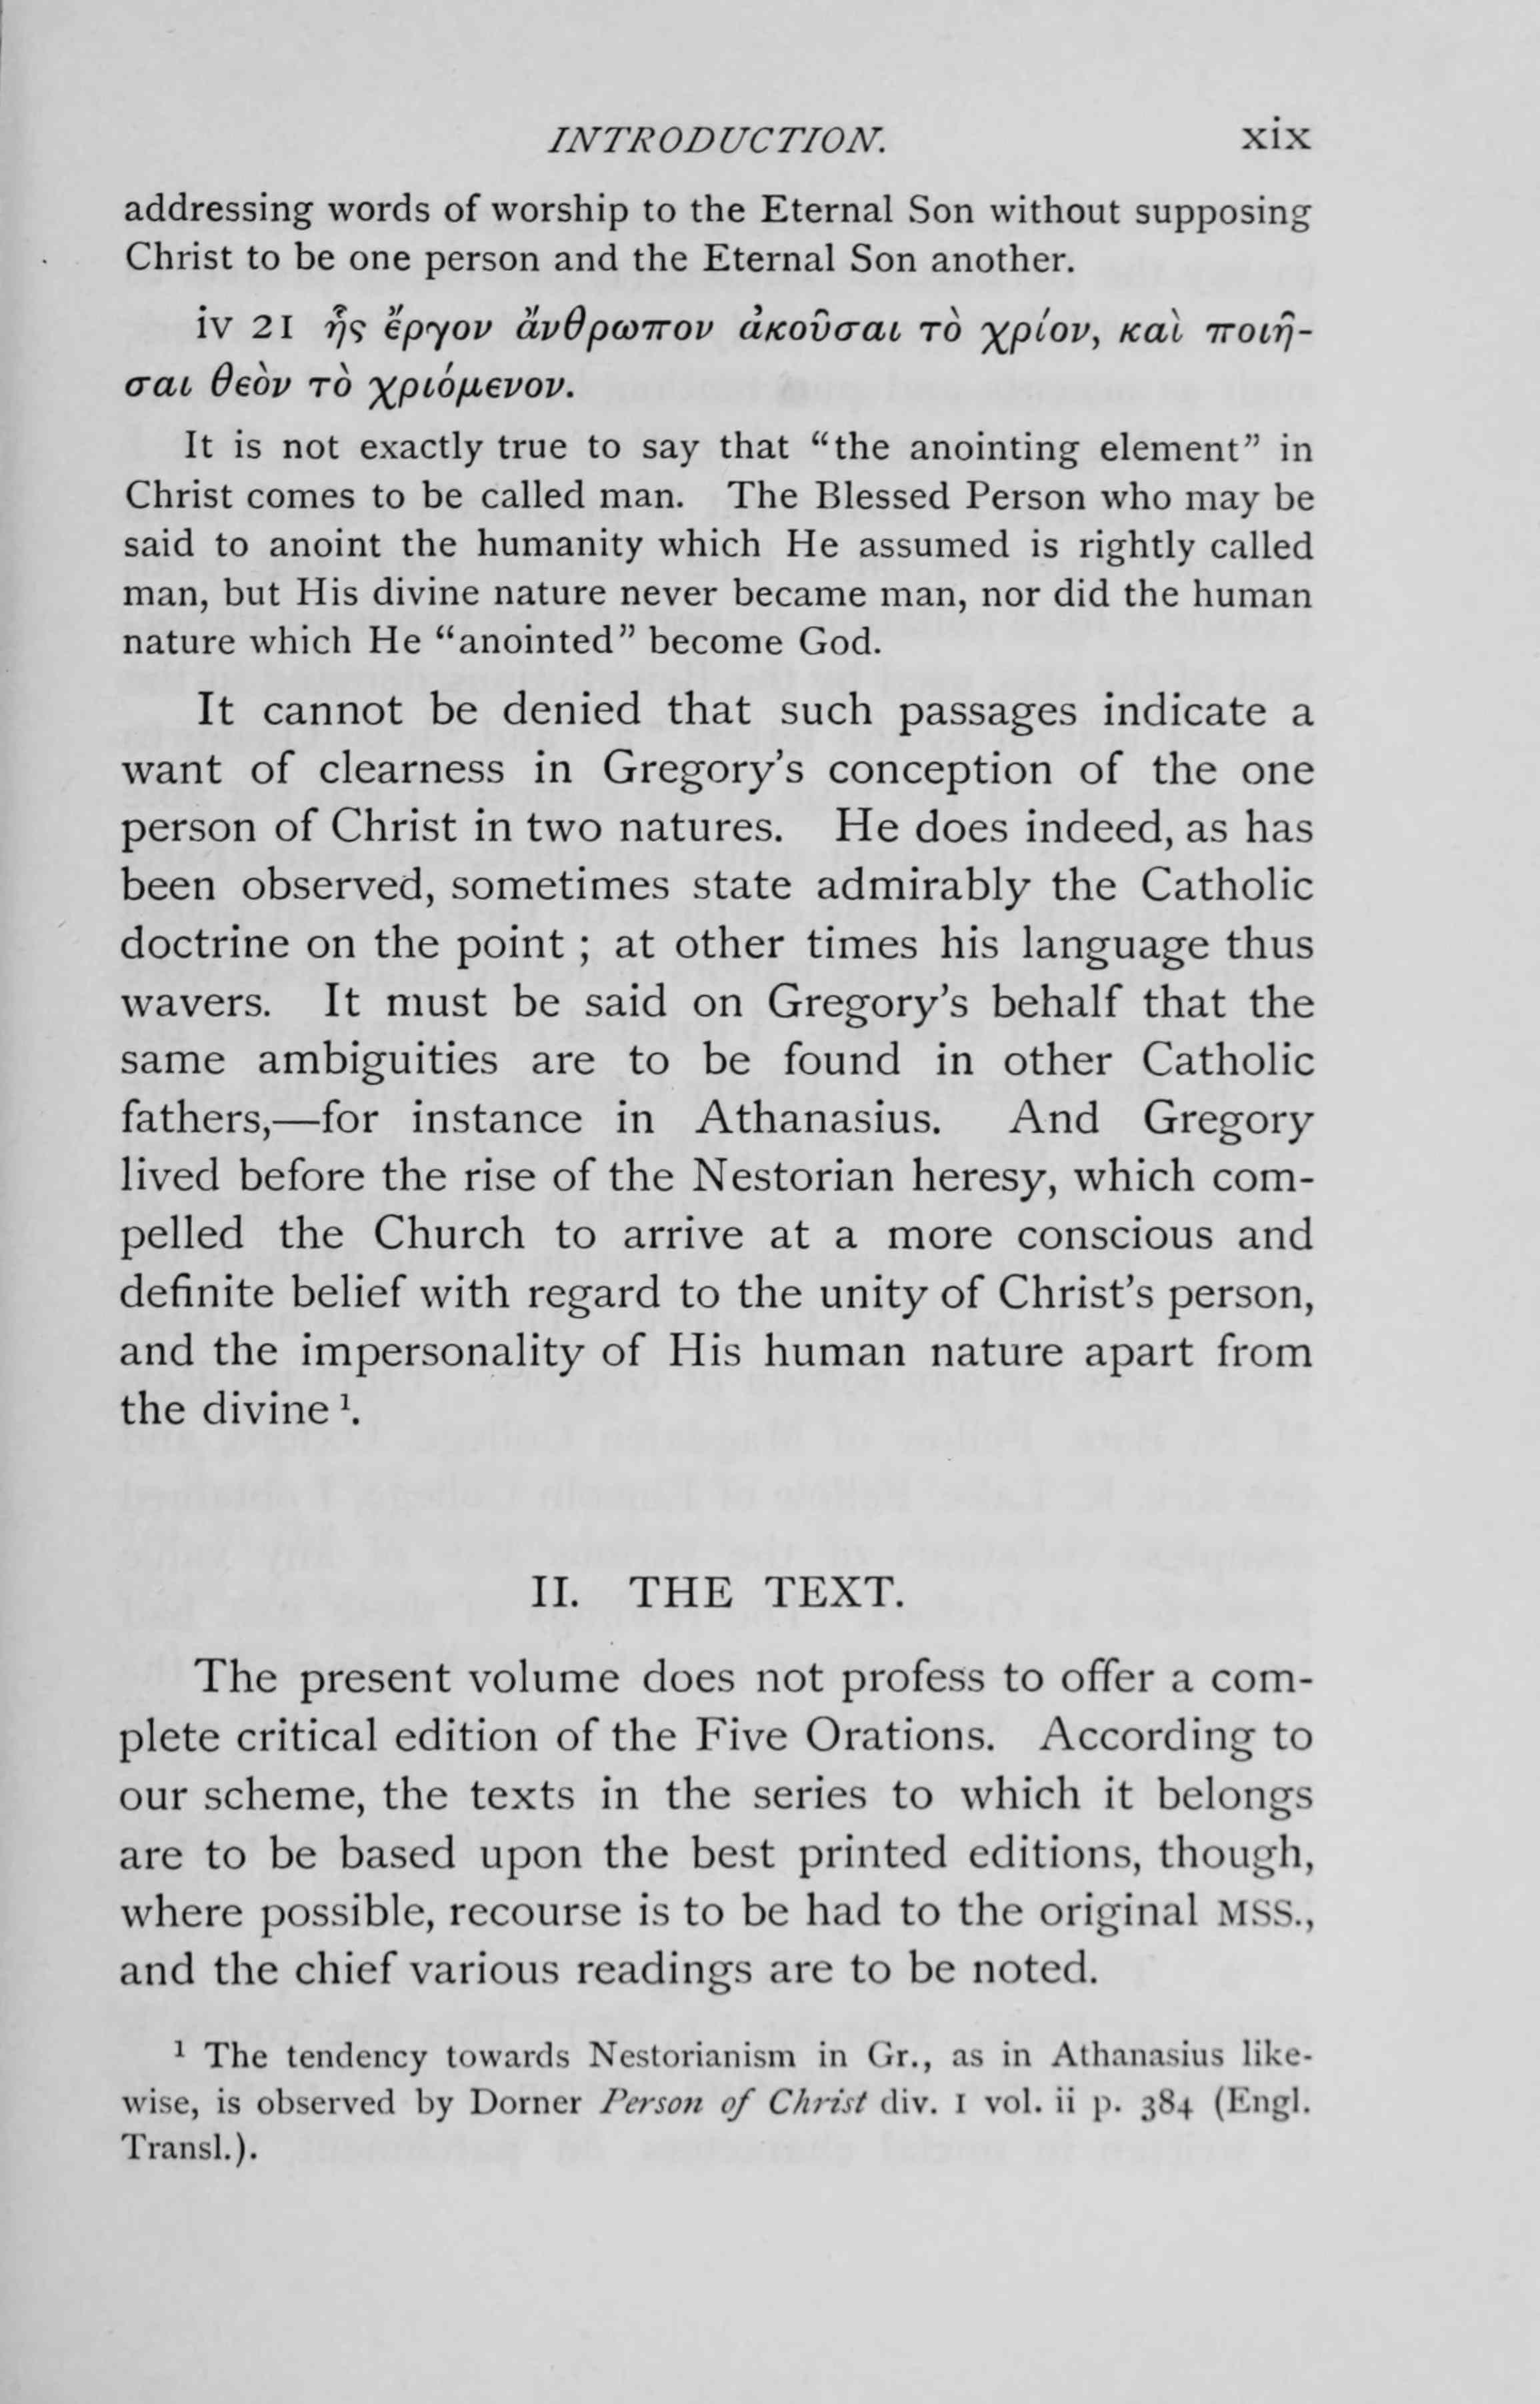 INTRODUCTION. xix
addressing words of worship to the Eternal Son without supposing
Christ to be one person and the Eternal Son another.
iv 21 ἧς ἔργον ἄνθρωπον ἀκοῦσαι τὸ χρίον, καὶ ποιῆ-
σαι θεὸν τὸ χριόμενον.
It is not exactly true to say that “the anointing element” in
Christ comes to be called man. The Blessed Person who may be
said to anoint the humanity which He assumed is rightly called
man, but His divine nature never became man, nor did the human
nature which He “anointed” become God.
It cannot be denied that such passages indicate a
want of clearness in Gregory’s conception of the one
person of Christ in two natures. He does indeed, as has
been observed, sometimes state admirably the Catholic
doctrine on the point ; at other times his language thus
wavers. It must be said on Gregory’s behalf that the
same ambiguities are to be found in other Catholic
fathers,—for instance in Athanasius. And Gregory
lived before the rise of the Nestorian heresy, which com-
pelled the Church to arrive at a more conscious and
definite belief with regard to the unity of Christ’s person,
and the impersonality of His human nature apart from
the divine ¹.
II. THE TEXT.
The present volume does not profess to offer a com-
plete critical edition of the Five Orations. According to
our scheme, the texts in the series to which it belongs
are to be based upon the best printed editions, though,
where possible, recourse is to be had to the original MSS.,
and the chief various readings are to be noted.
¹ The tendency towards Nestorianism in Gr., as in Athanasius like-
wise, is observed by Dorner Person of Christ div. I vol. ii p. 384 (Engl.
Transl.).